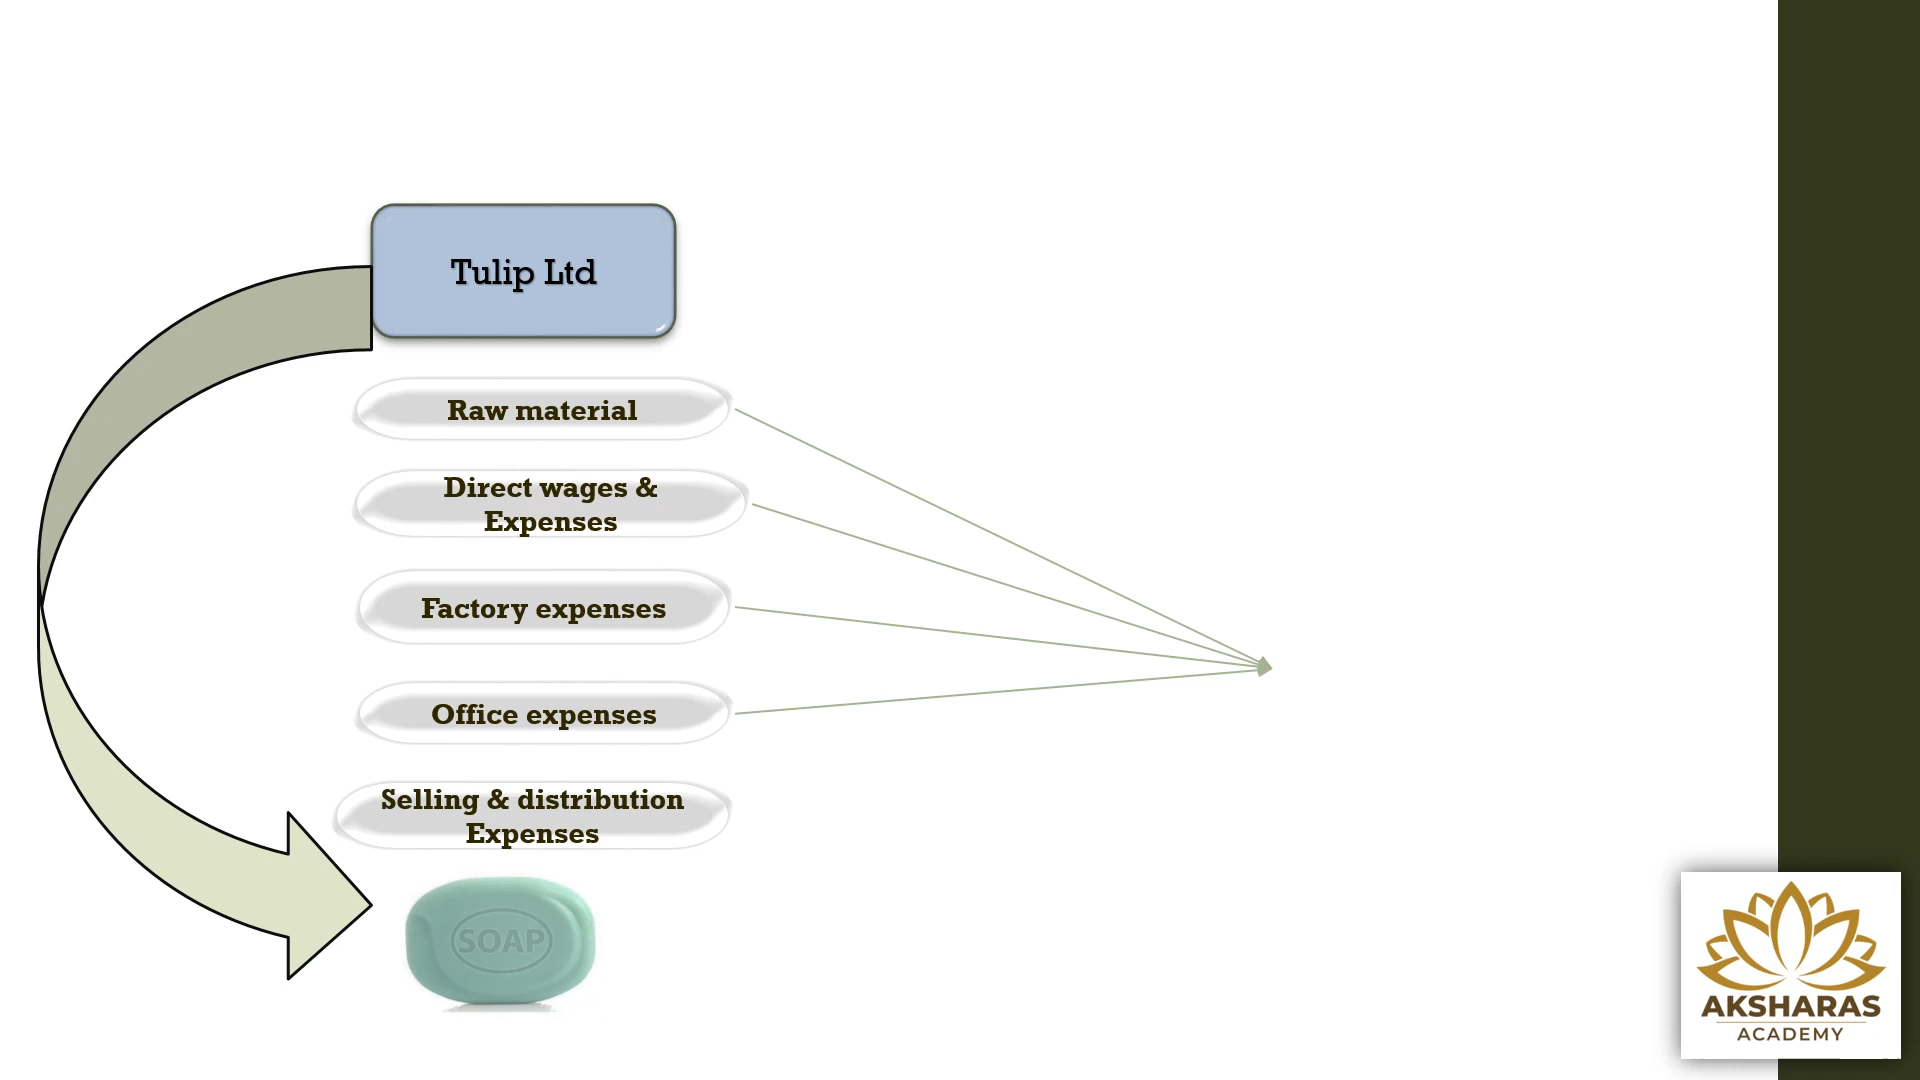 Tulip Ltd
Raw material
Direct wages &
Expenses
Factory expenses
Office expenses
Selling & distribution
Expenses
SOAP
AKSHARAS
ACADEMY